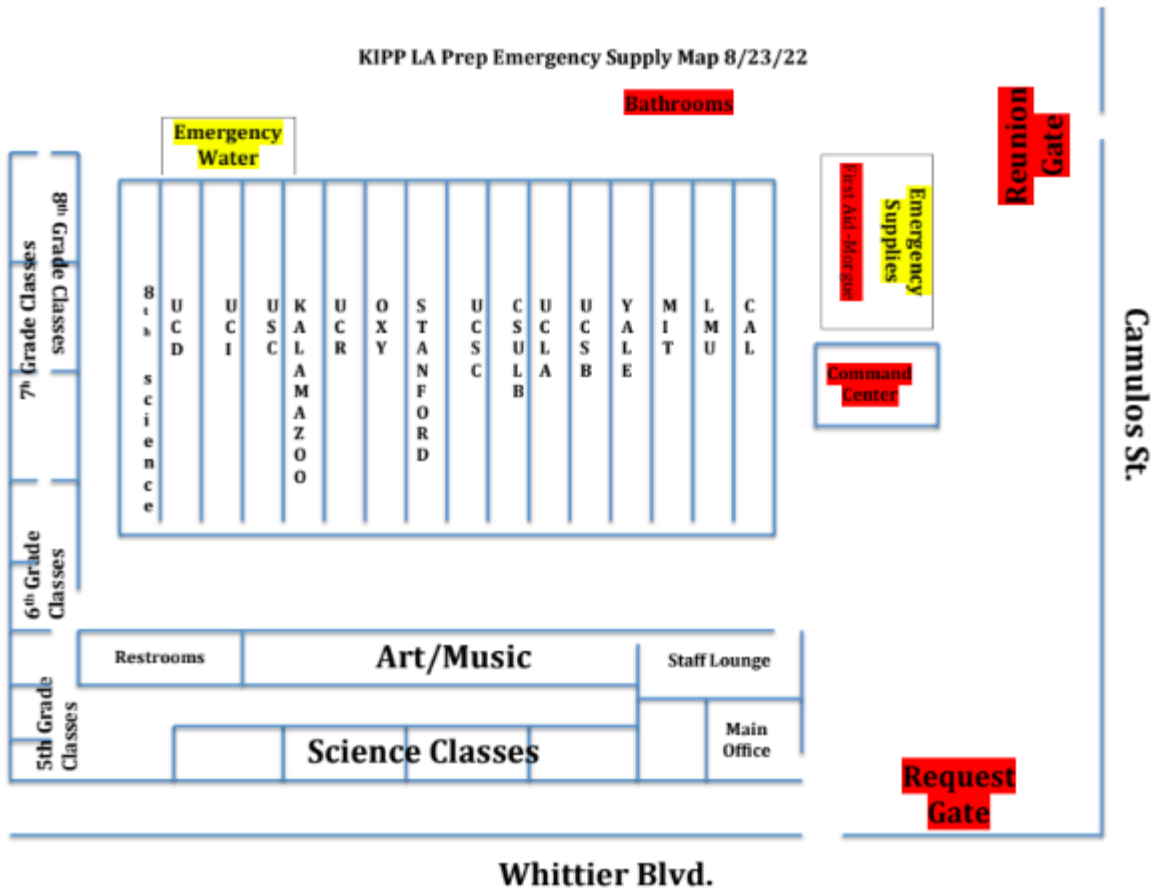 KIPP LA Prep Emergency Supply Map 8/23/22
Bathrooms
Reunion
Gate
Emergency
Water
First Aid -Morgue
Emergency
Supplies
8th Grade Classes
7h Grade Classes
8th science
UCD
UCI
USC
KALAMAZOO
UCR
OXY
STANFORD
UCSC
CSULB
UCLA
UCSB
YALE
MIT
LMU
CAL
Command
Center
Camulos St.
6th Grade
Classes
Restrooms
Art/Music
Staff Lounge
5th Grade
Classes
Science Classes
Main
Office
Request
Gate
Whittier Blvd.